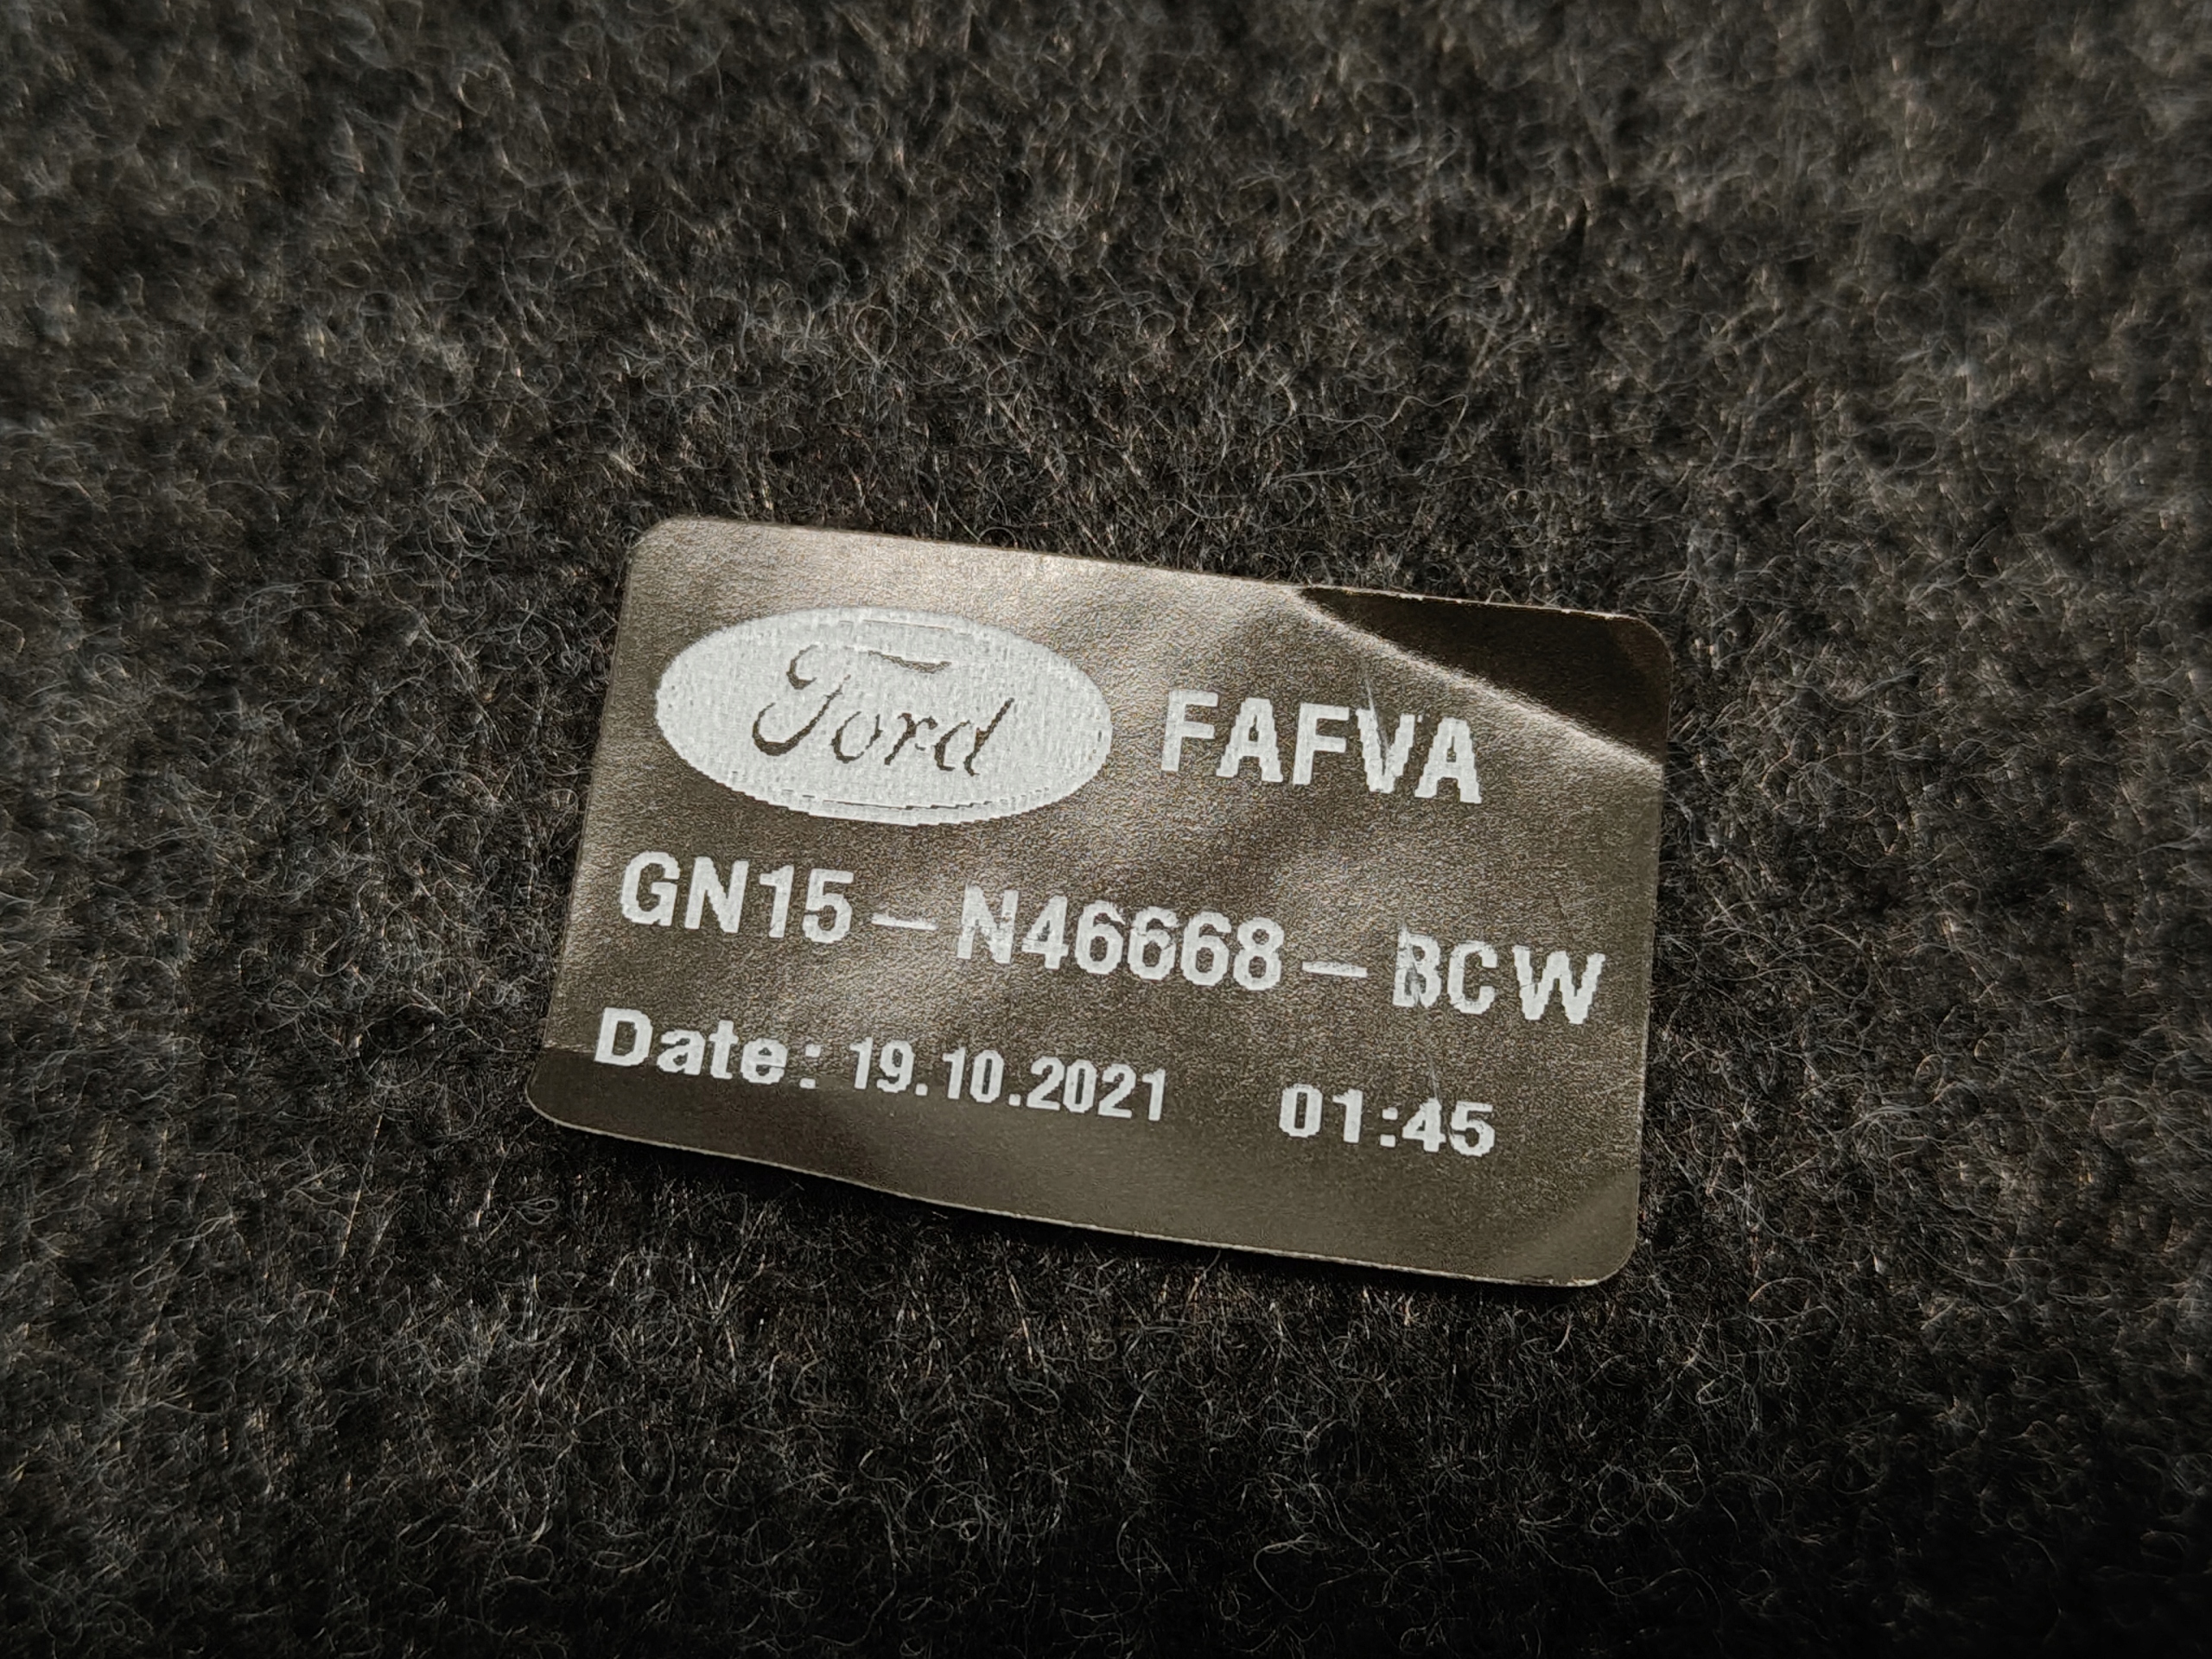 Ford FAFVA
GN15-N46668-BCW
Date: 19.10.2021 01:45